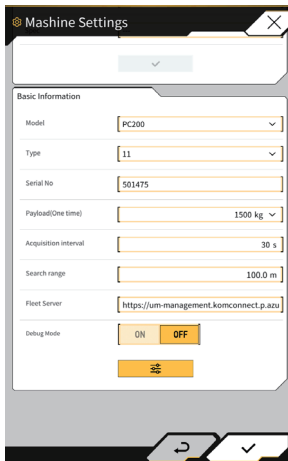 Mashine Settings
Basic Information
Model
PC200
Type
11
Serial No
501475
Payload(One time)
1500 kg
Acquisition interval
30 s
Search range
100.0 m
Fleet Server
https://um-management.komconnect.p.azu
Debug Mode
ON OFF